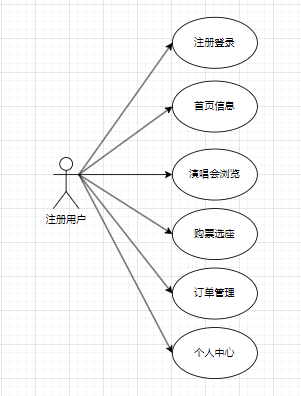 注册登录
首页信息
演唱会浏览
注册用户
购票选座
订单管理
个人中心